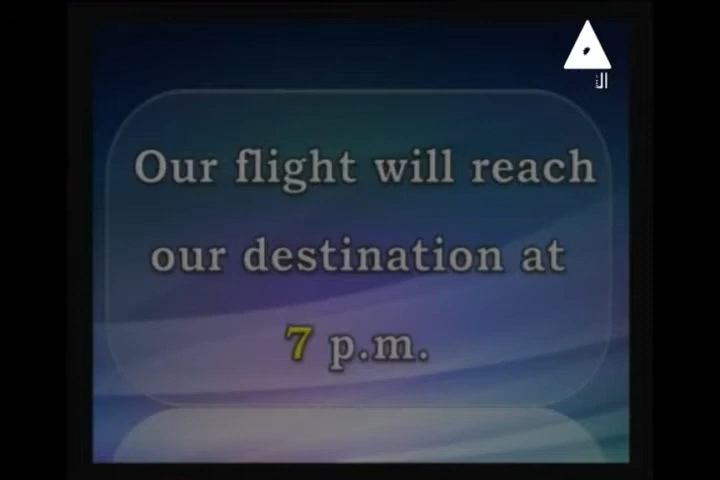 Our flight will reach
our destination at
7 p.m.